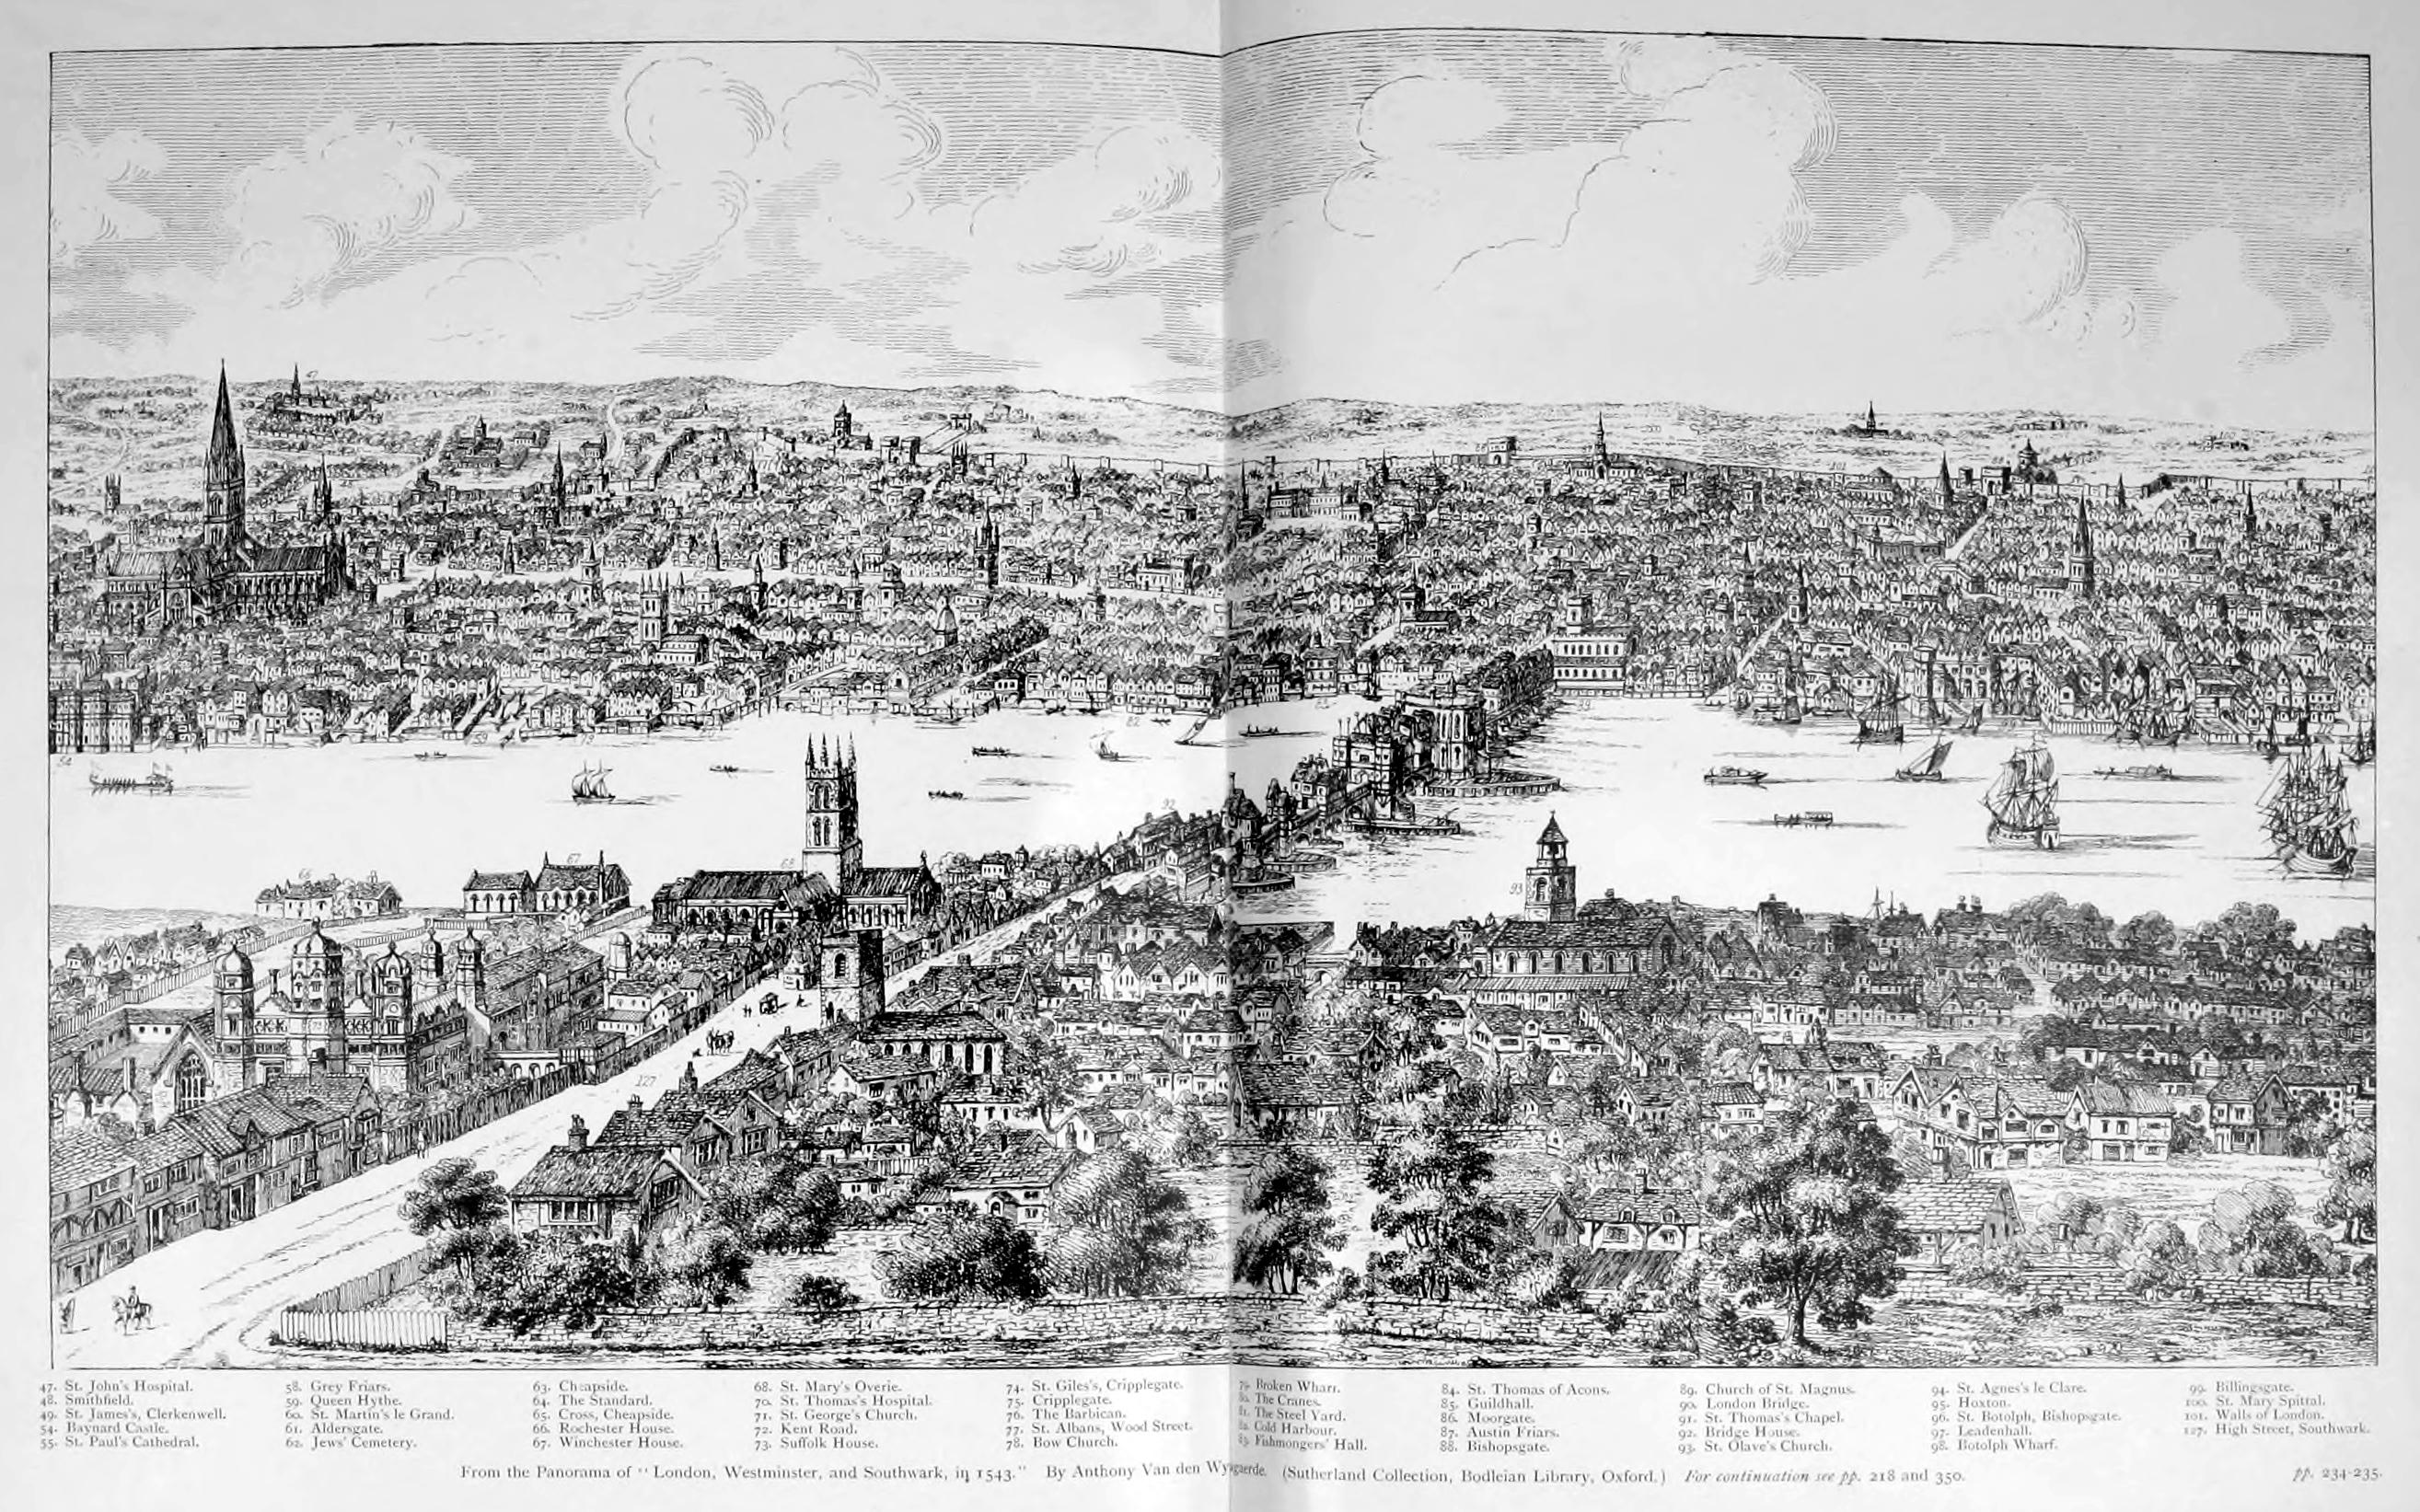 47. St. John's Hospital.
48. Smithfield.
49. St. James's, Clerkenwell.
54. Baynard Castle.
55. St. Paul's Cathedral.
58. Grey Friars.
59. Queen Hythe.
60. St. Martin's le Grand.
61. Aldersgate.
62. Jews' Cemetery.
63. Cheapside.
64. The Standard.
65. Cross, Cheapside.
66. Rochester House.
67. Winchester House.
68. St. Mary's Overie.
70. St. Thomas's Hospital.
71. St. George's Church.
72. Kent Road.
73. Suffolk House.
74. St. Giles's, Cripplegate.
75. Cripplegate.
76. The Barbican.
77. St. Albans, Wood Street.
78. Bow Church.
79. Broken Wharf.
80. The Cranes.
81. The Steel Yard.
82. Cold Harbour.
83. Fishmongers' Hall.
84. St. Thomas of Acons.
85. Guildhall.
86. Moorgate.
87. Austin Friars.
88. Bishopsgate.
89. Church of St. Magnus.
90. London Bridge.
91. St. Thomas's Chapel.
92. Bridge House.
93. St. Olave's Church.
94. St. Agnes's le Clare.
95. Hoxton.
96. St. Botolph, Bishopsgate.
97. Leadenhall.
98. Botolph Wharf.
99. Billingsgate.
100. St. Mary Spittal.
101. Walls of London.
127. High Street, Southwark.
From the Panorama of "London, Westminster, and Southwark, in 1543." By Anthony Van den Wyngaerde. (Sutherland Collection, Bodleian Library, Oxford.) For continuation see pp. 218 and 350.
pp. 234-235.
66
67
92
93
127